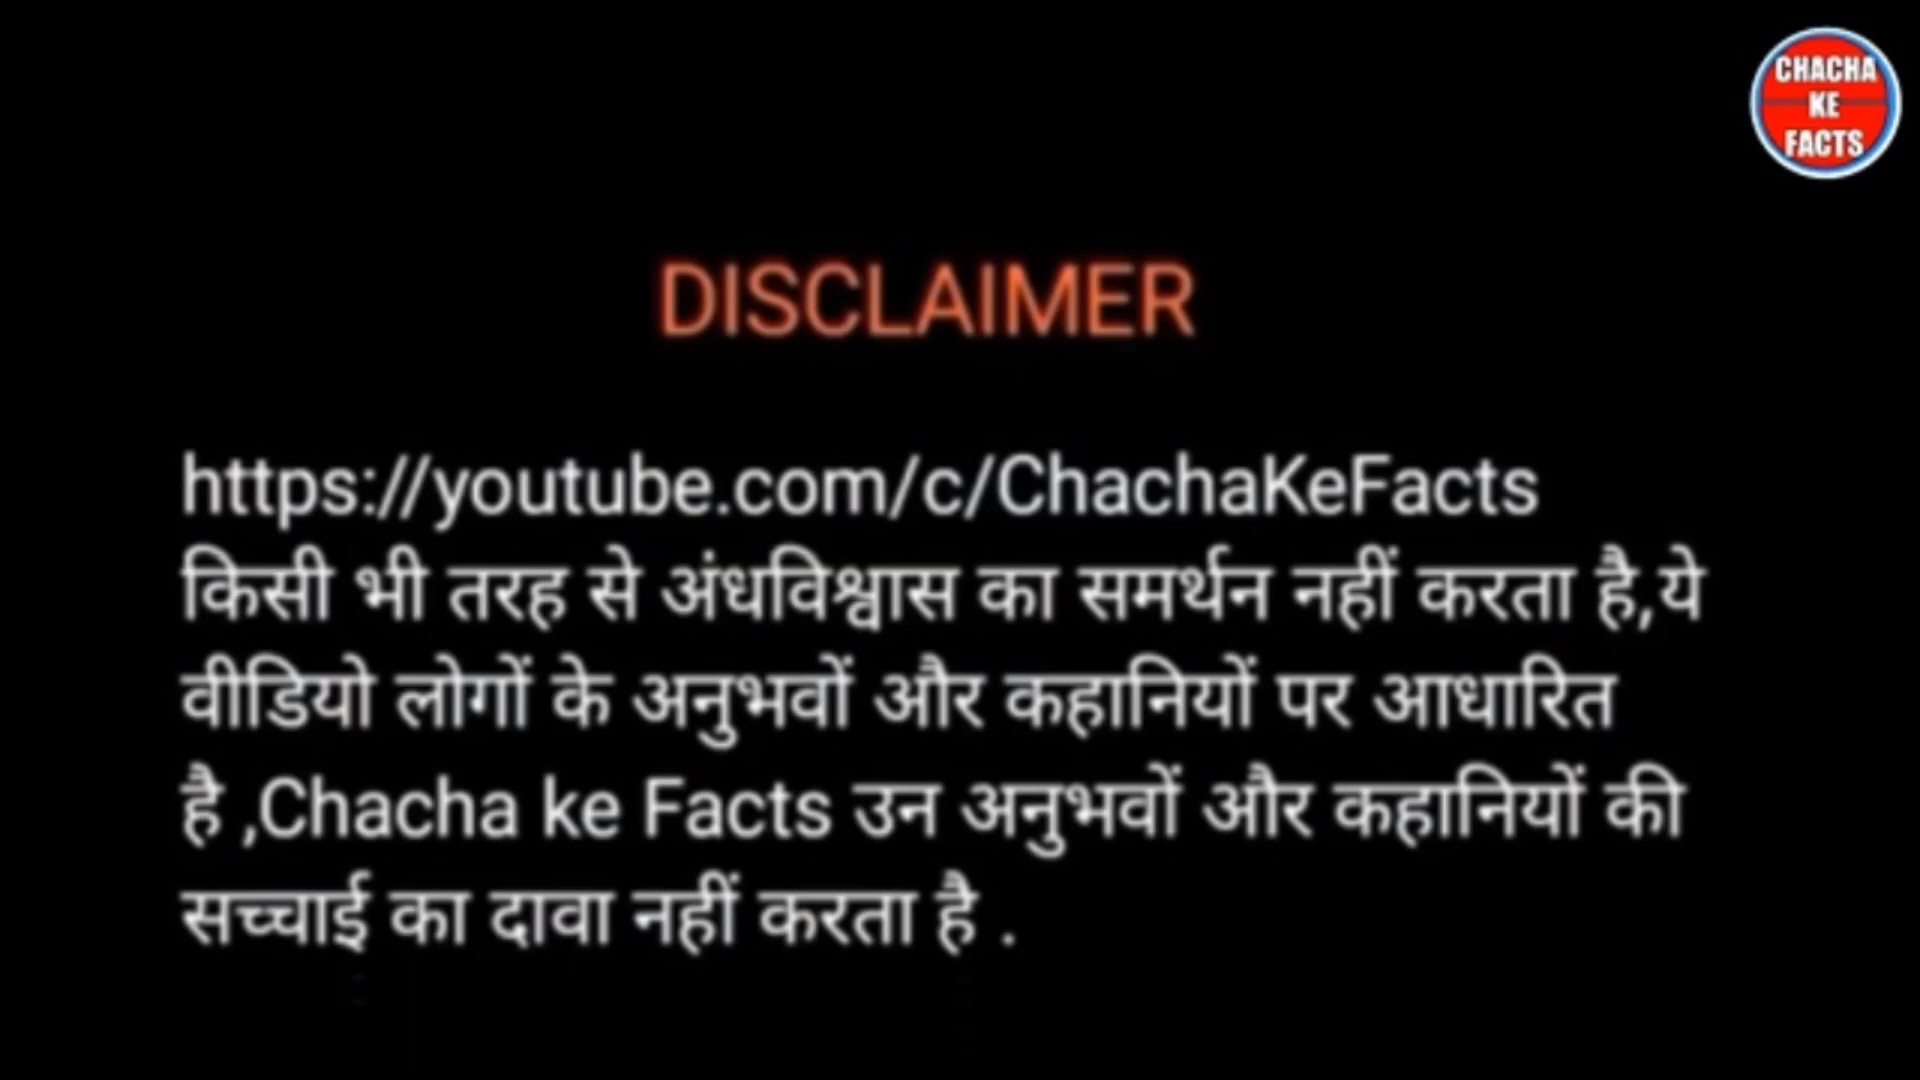 CHACHA
KE
FACTS
DISCLAIMER
https://youtube.com/c/ChachaKeFacts
किसी भी तरह से अंधविश्वास का समर्थन नहीं करता है,ये
वीडियो लोगों के अनुभवों और कहानियों पर आधारित
है ,Chacha ke Facts उन अनुभवों और कहानियों की
सच्चाई का दावा नहीं करता है .